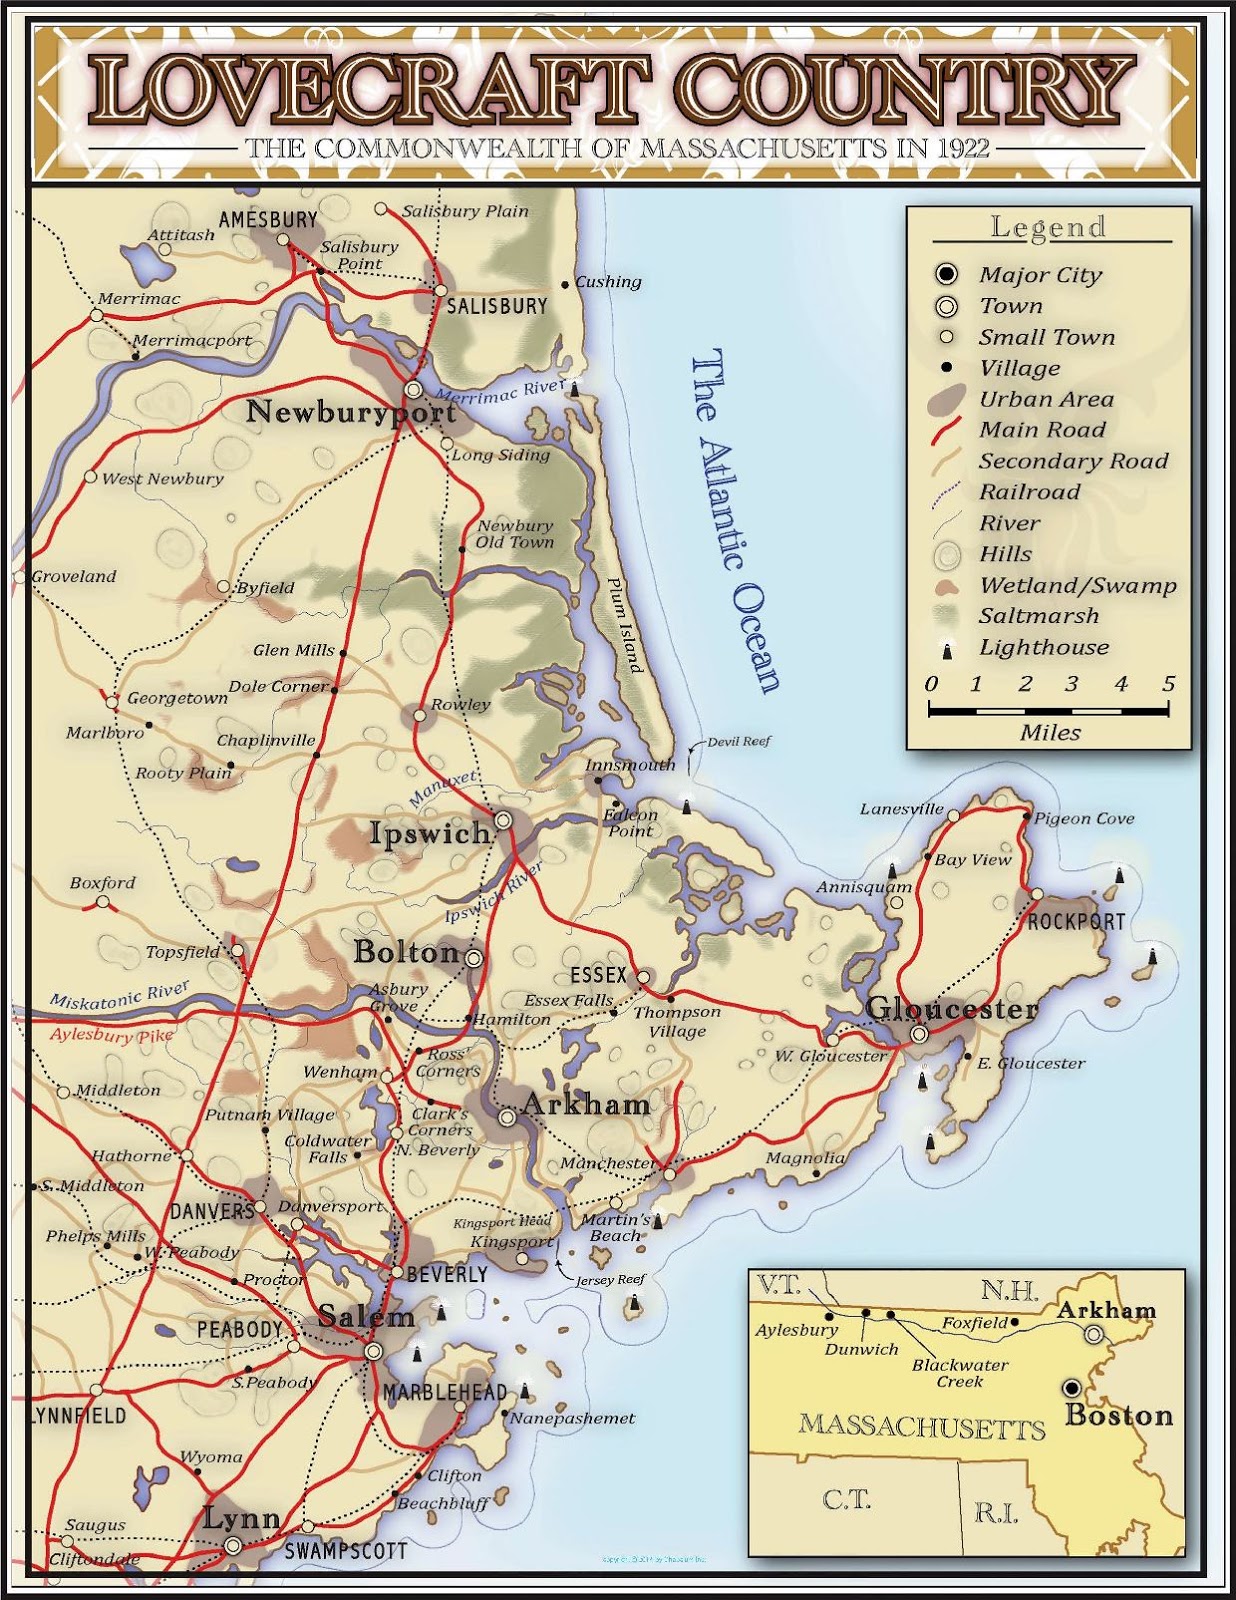 LOVECRAFT COUNTRY
THE COMMONWEALTH OF MASSACHUSETTS IN 1922
Legend
Major City
Town
Small Town
Village
Urban Area
Main Road
Secondary Road
Railroad
River
Hills
Wetland/Swamp
Saltmarsh
Lighthouse
0 1 2 3 4 5
Miles
AMESBURY
Salisbury Plain
Attitash
Salisbury
Point
Cushing
Merrimac
SALISBURY
Merrimacport
Merrimac River
Newburyport
The Atlantic Ocean
Long Siding
West Newbury
Newbury
Old Town
Groveland
Byfield
Plum Island
Glen Mills
Dole Corner
Georgetown
Rowley
Marlboro
Chaplinville
Devil Reef
Rooty Plain
Innsmouth
Manuxet
Falcon
Point
Ipswich
Lanesville
Pigeon Cove
Bay View
Boxford
Annisquam
Ipswich River
ROCKPORT
Topsfield
Bolton
ESSEX
Asbury
Grove
Miskatonic River
Essex Falls
Gloucester
Hamilton
Thompson
Village
Aylesbury Pike
W. Gloucester
E. Gloucester
Ross'
Corners
Wenham
Middleton
Arkham
Putnam Village
Clark's
Corners
Coldwater
Falls
N. Beverly
Hathorne
Manchester
Magnolia
S. Middleton
DANVERS
Danversport
Kingsport Head
Martin's
Beach
Phelps Mills
W. Peabody
Kingsport
Proctor
BEVERLY
Jersey Reef
Salem
PEABODY
S.Peabody
MARBLEHEAD
LYNNFIELD
Nanepashemet
Wyoma
Clifton
Beachbluff
Lynn
Saugus
SWAMPSCOTT
Cliftondale
V.T.
N.H.
Arkham
Aylesbury
Foxfield
Dunwich
Blackwater
Creek
Boston
MASSACHUSETTS
C.T.
R.I.